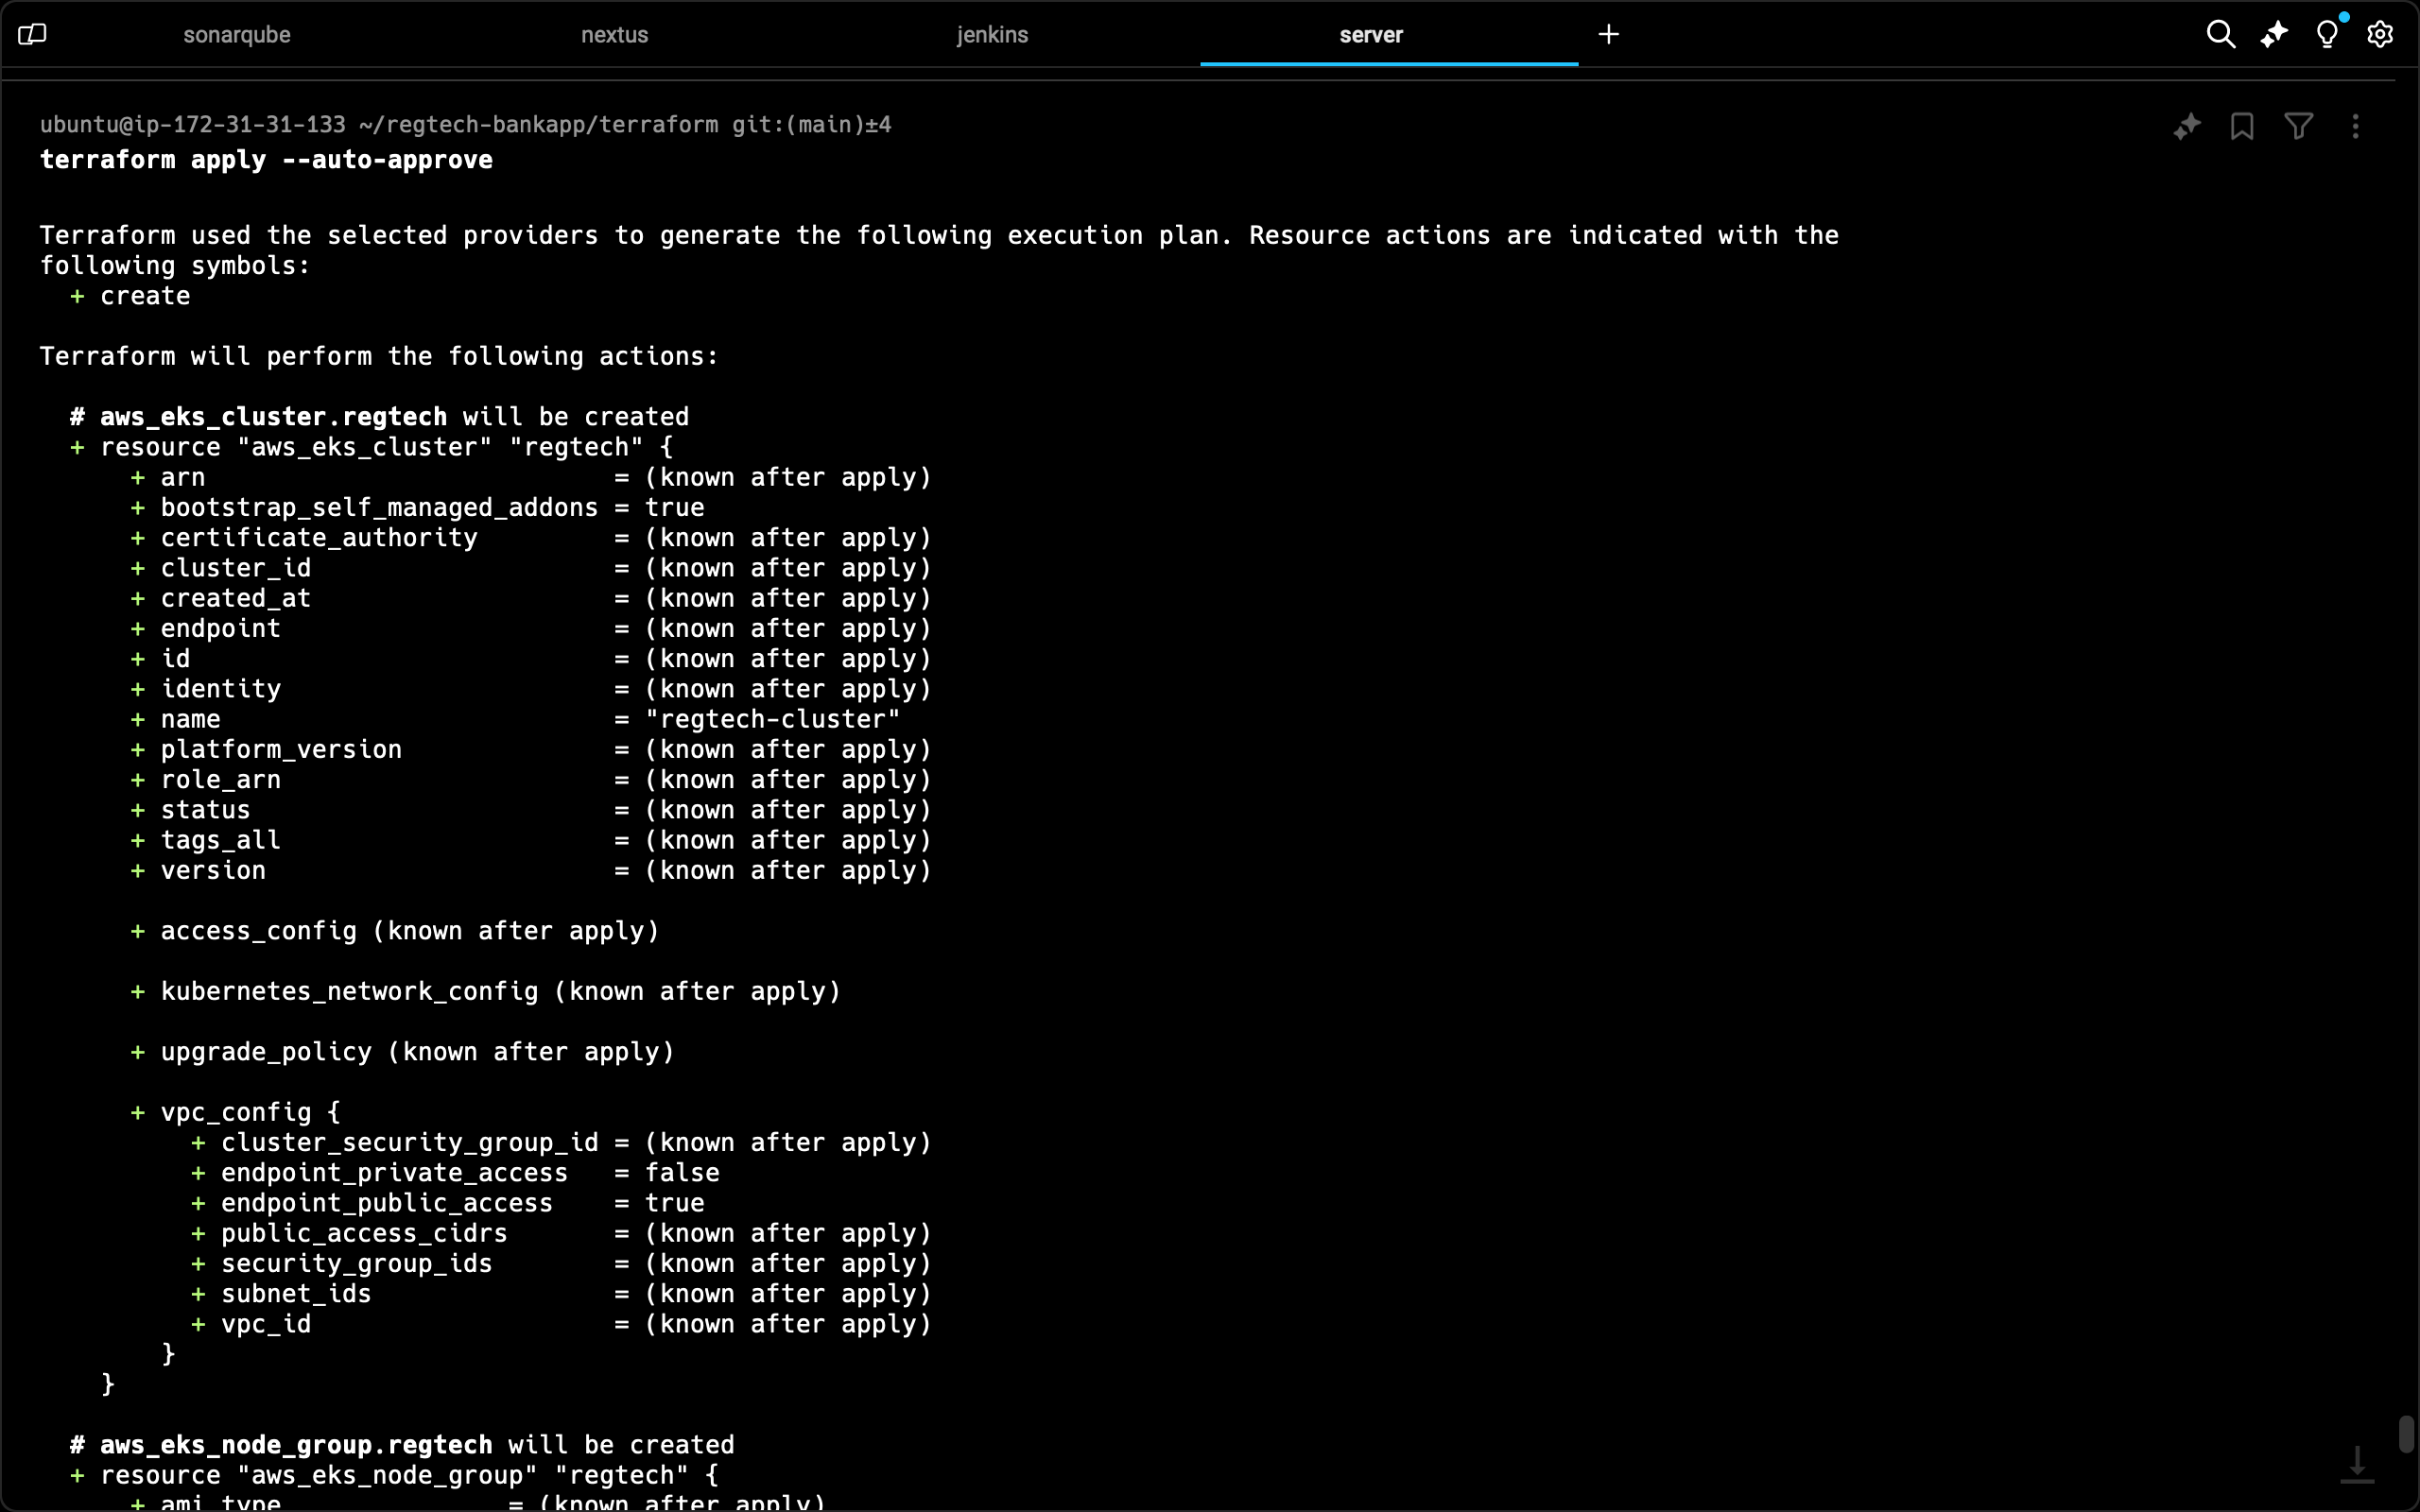 sonarqube nextus jenkins server +
ubuntu@ip-172-31-31-133 ~/regtech-bankapp/terraform git:(main)±4
terraform apply --auto-approve
Terraform used the selected providers to generate the following execution plan. Resource actions are indicated with the
following symbols:
  + create
Terraform will perform the following actions:
  # aws_eks_cluster.regtech will be created
  + resource "aws_eks_cluster" "regtech" {
      + arn                           = (known after apply)
      + bootstrap_self_managed_addons = true
      + certificate_authority         = (known after apply)
      + cluster_id                    = (known after apply)
      + created_at                    = (known after apply)
      + endpoint                      = (known after apply)
      + id                            = (known after apply)
      + identity                      = (known after apply)
      + name                          = "regtech-cluster"
      + platform_version              = (known after apply)
      + role_arn                      = (known after apply)
      + status                        = (known after apply)
      + tags_all                      = (known after apply)
      + version                       = (known after apply)
      + access_config (known after apply)
      + kubernetes_network_config (known after apply)
      + upgrade_policy (known after apply)
      + vpc_config {
          + cluster_security_group_id = (known after apply)
          + endpoint_private_access   = false
          + endpoint_public_access    = true
          + public_access_cidrs       = (known after apply)
          + security_group_ids        = (known after apply)
          + subnet_ids                = (known after apply)
          + vpc_id                    = (known after apply)
        }
    }
  # aws_eks_node_group.regtech will be created
  + resource "aws_eks_node_group" "regtech" {
      + ami_type               = (known after apply)